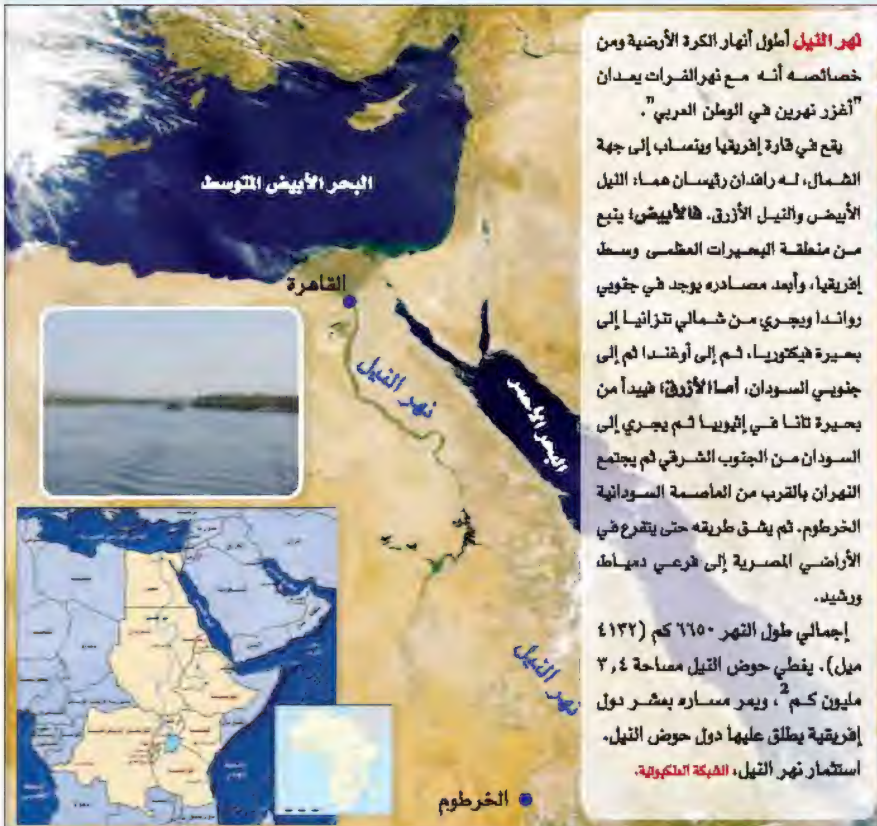 نهر النيل أطول أنهار الكرة الأرضية ومن
خصائصه أنه مع نهر الفرات يعدان
"أغزر نهرين في الوطن العربي".
يقع في قارة إفريقيا وينساب إلى جهة
الشمال، له رافدان رئيسان هما: النيل
الأبيض والنيل الأزرق. فالأبيض؛ ينبع
من منطقة البحيرات العظمى وسط
إفريقيا، وأبعد مصادره يوجد في جنوبي
رواندا ويجري من شمالي تنزانيا إلى
بحيرة فيكتوريا، ثم إلى أوغندا ثم إلى
جنوبي السودان، أما الأزرق؛ فيبدأ من
بحيرة تانا في إثيوبيا ثم يجري إلى
السودان من الجنوب الشرقي ثم يجتمع
النهران بالقرب من العاصمة السودانية
الخرطوم. ثم يشق طريقه حتى يتفرع في
الأراضي المصرية إلى فرعي دمياط
ورشيد.
إجمالي طول النهر ٦٦٥٠ كم (٤١٣٢
ميل). يغطي حوض النيل مساحة ٣,٤
مليون كم2، ويمر مساره بعشر دول
إفريقية يطلق عليها دول حوض النيل.
استثمار نهر النيل، الشبكة العنكبوتية.
البحر الأبيض المتوسط
القاهرة
نهر النيل
البحر الأحمر
نهر النيل
الخرطوم